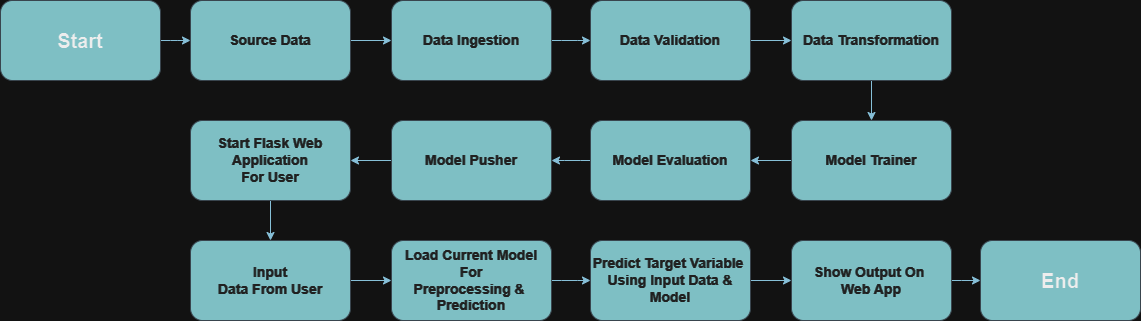 Start
Source Data
Data Ingestion
Data Validation
Data Transformation
Start Flask Web
Application
For User
Model Pusher
Model Evaluation
Model Trainer
Input
Data From User
Load Current Model
For
Preprocessing &
Prediction
Predict Target Variable
Using Input Data &
Model
Show Output On
Web App
End